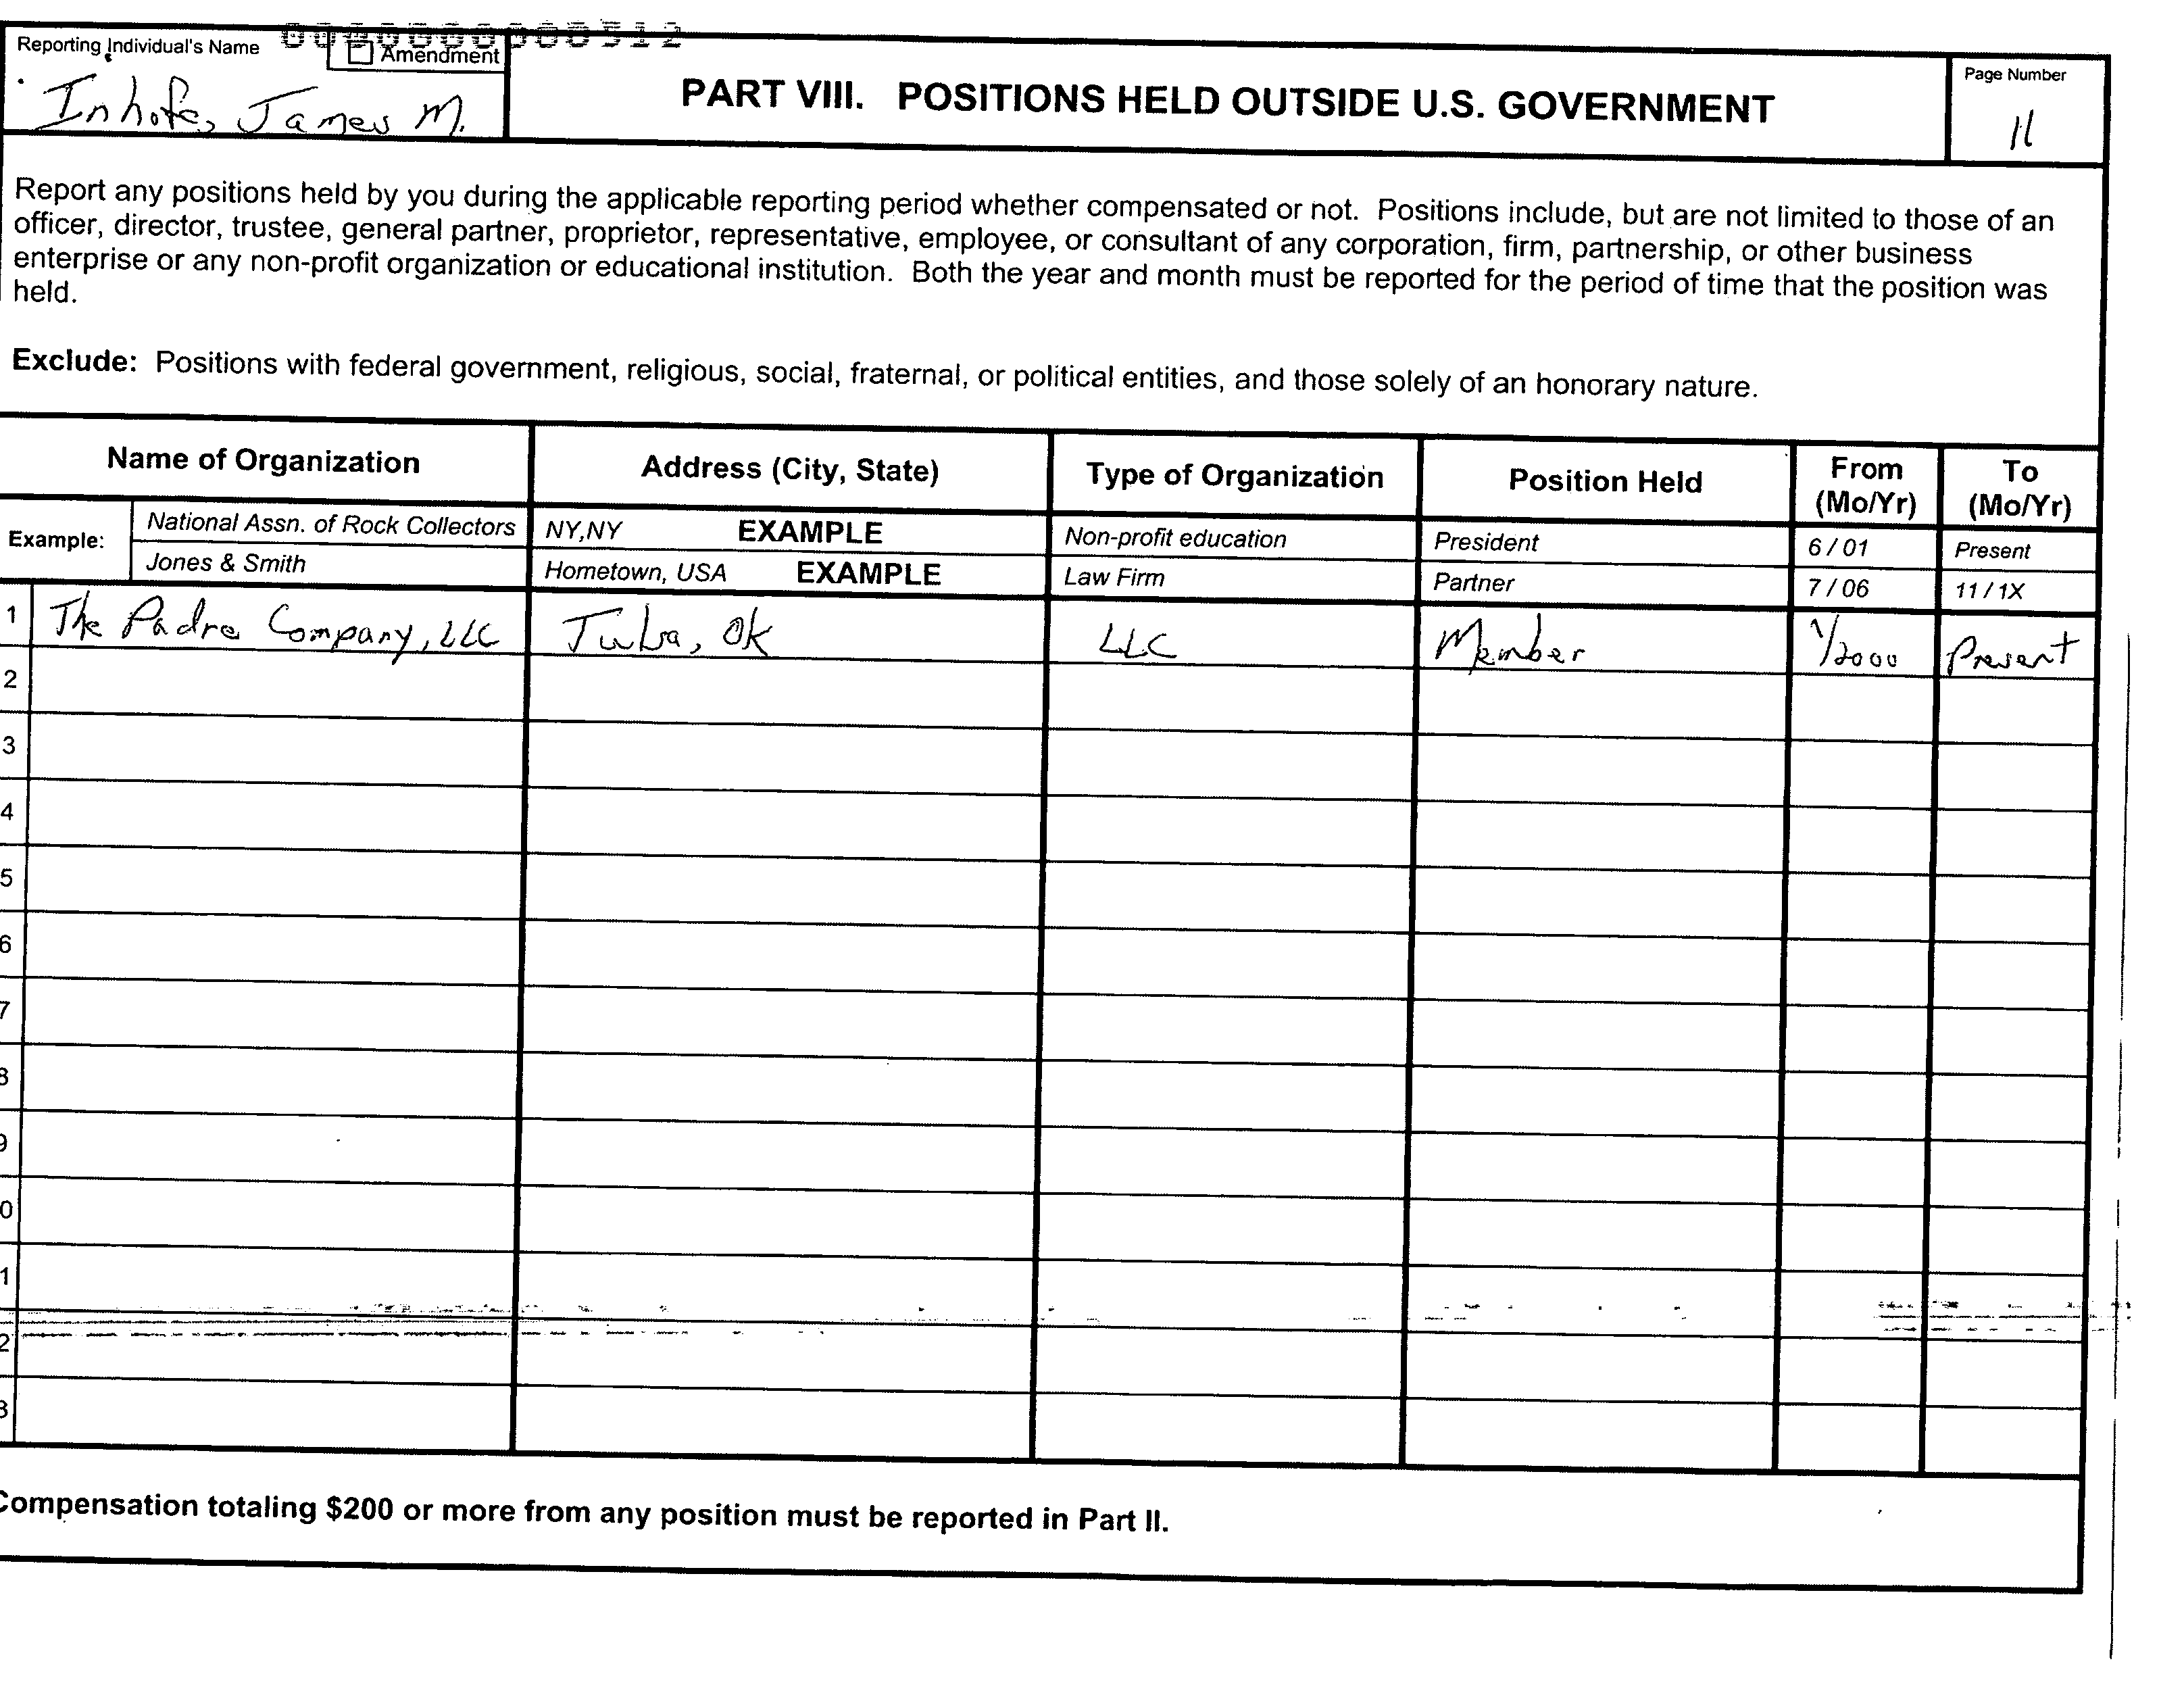 000000000512
Reporting Individual's Name
Amendment
Inhofe, James M.
PART VIII. POSITIONS HELD OUTSIDE U.S. GOVERNMENT
Page Number
11
Report any positions held by you during the applicable reporting period whether compensated or not. Positions include, but are not limited to those of an
officer, director, trustee, general partner, proprietor, representative, employee, or consultant of any corporation, firm, partnership, or other business
enterprise or any non-profit organization or educational institution. Both the year and month must be reported for the period of time that the position was
held.
Exclude: Positions with federal government, religious, social, fraternal, or political entities, and those solely of an honorary nature.
Name of Organization Address (City, State) Type of Organization Position Held From (Mo/Yr) To (Mo/Yr)
Example: National Assn. of Rock Collectors NY,NY EXAMPLE Non-profit education President 6 / 01 Present
Jones & Smith Hometown, USA EXAMPLE Law Firm Partner 7 / 06 11 / 1X
1 The Padre Company, LLC Tulsa, OK LLC Member 1/2000 Present
2
3
4
5
6
7
8
9
0
1
2
3
Compensation totaling $200 or more from any position must be reported in Part II.